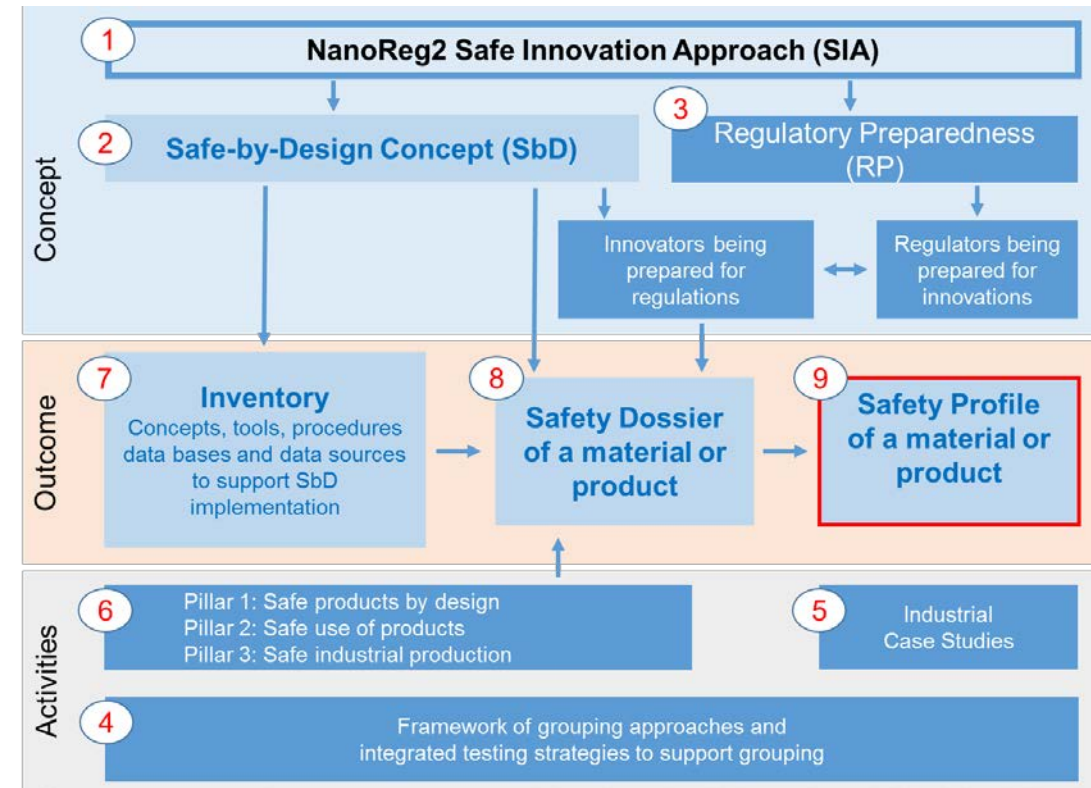 1
NanoReg2 Safe Innovation Approach (SIA)
2
Safe-by-Design Concept (SbD)
3
Regulatory Preparedness
(RP)
Concept
Innovators being
prepared for
regulations
Regulators being
prepared for
innovations
7
Inventory
Concepts, tools, procedures
data bases and data sources
to support SbD
implementation
8
Safety Dossier
of a material or
product
9
Safety Profile
of a material or
product
Outcome
6
Pillar 1: Safe products by design
Pillar 2: Safe use of products
Pillar 3: Safe industrial production
5
Industrial
Case Studies
Activities
4
Framework of grouping approaches and
integrated testing strategies to support grouping